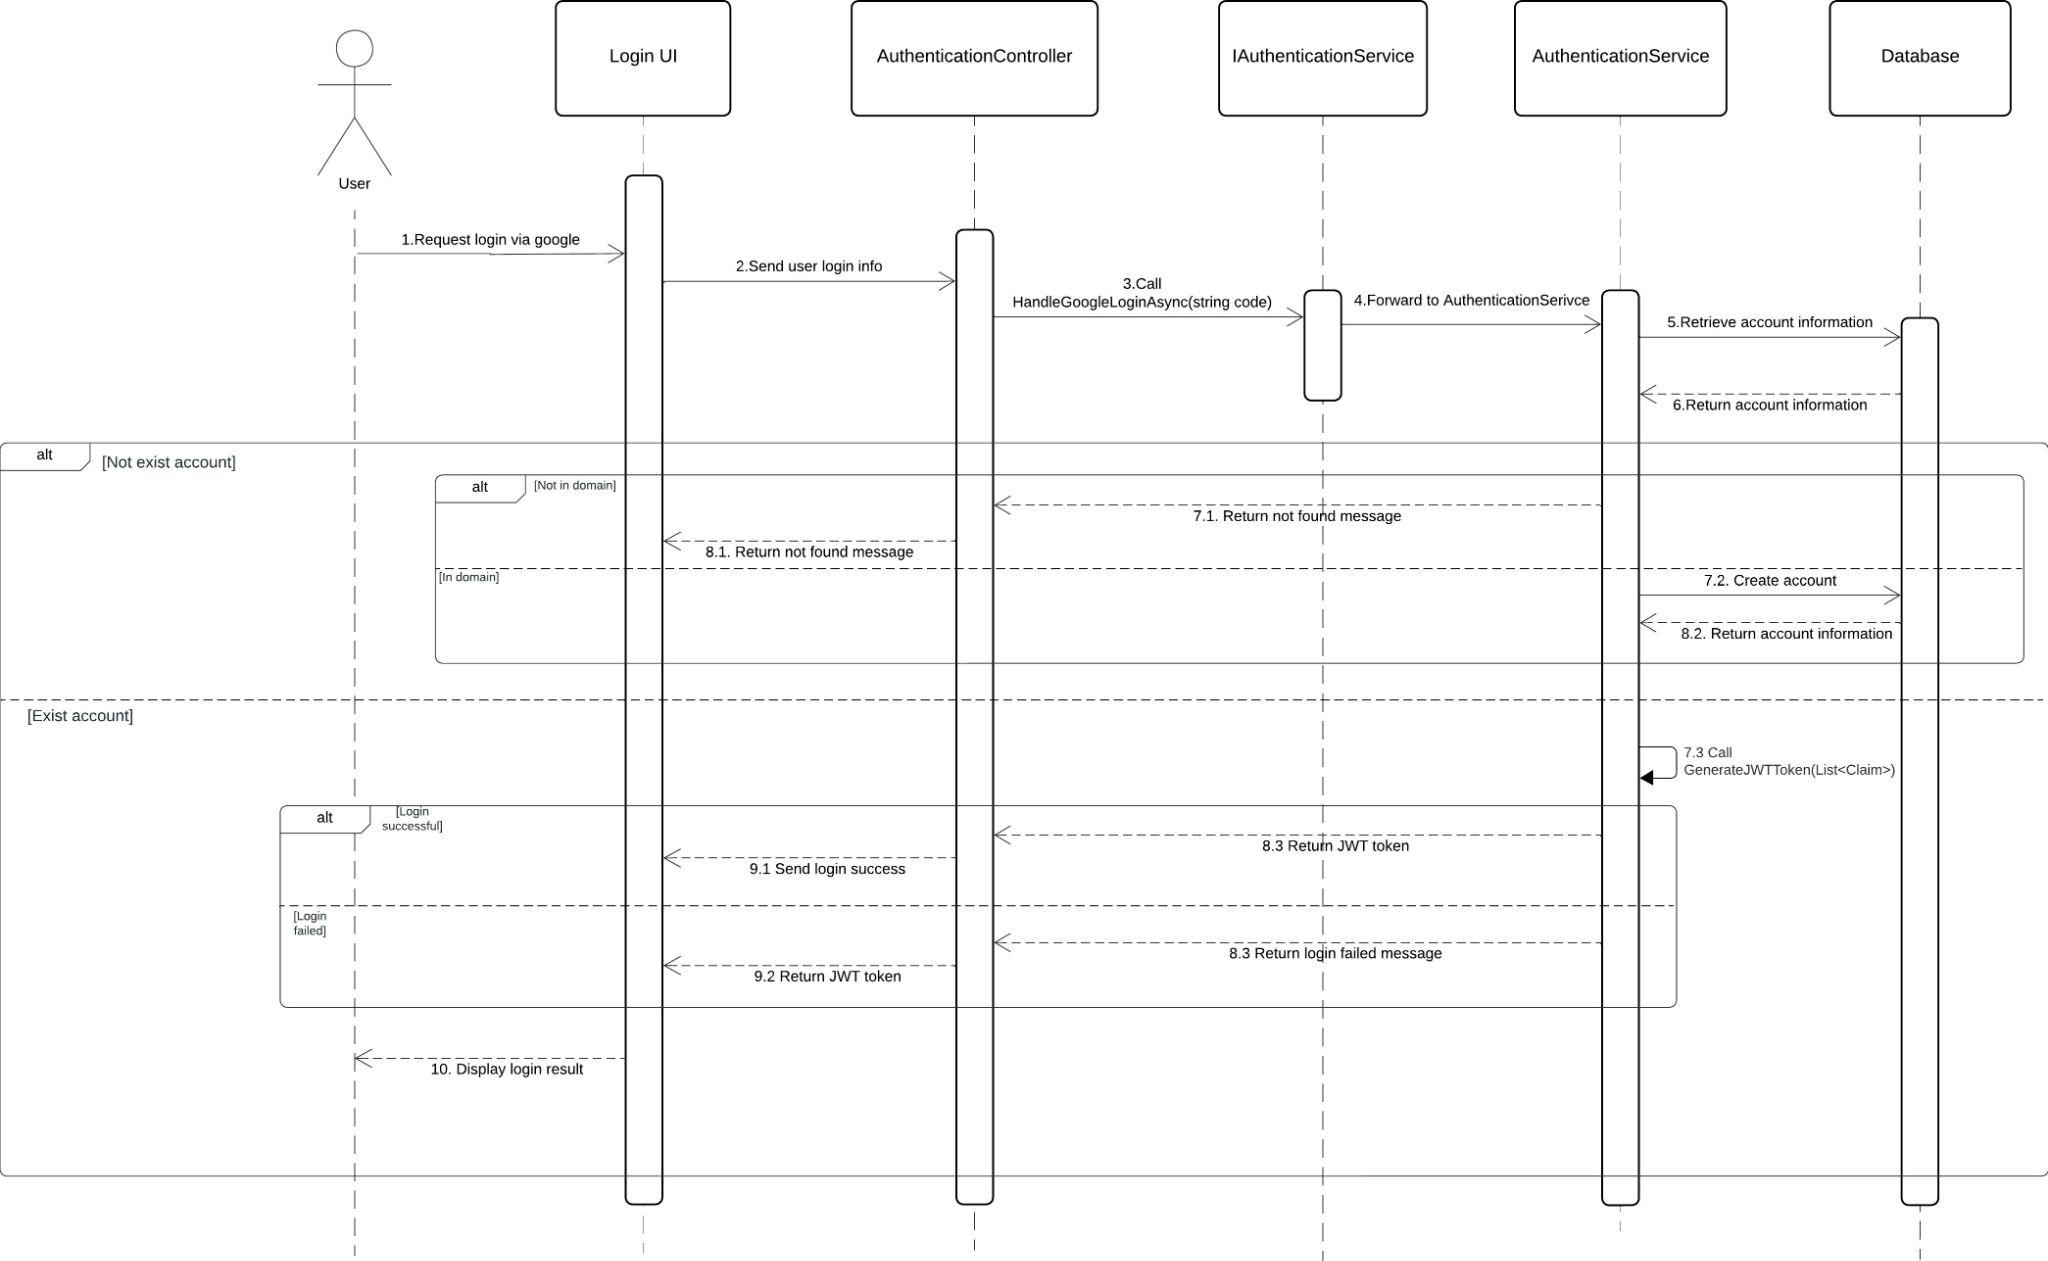 Login UI
AuthenticationController
IAuthenticationService
AuthenticationService
Database
User
1.Request login via google
2.Send user login info
3.Call
HandleGoogleLoginAsync(string code)
4.Forward to AuthenticationSerivce
5.Retrieve account information
6.Return account information
alt
[Not exist account]
alt
[Not in domain]
7.1. Return not found message
8.1. Return not found message
[In domain]
7.2. Create account
8.2. Return account information
[Exist account]
7.3 Call
GenerateJWTToken(List<Claim>)
alt
[Login
successful]
8.3 Return JWT token
9.1 Send login success
[Login
failed]
8.3 Return login failed message
9.2 Return JWT token
10. Display login result